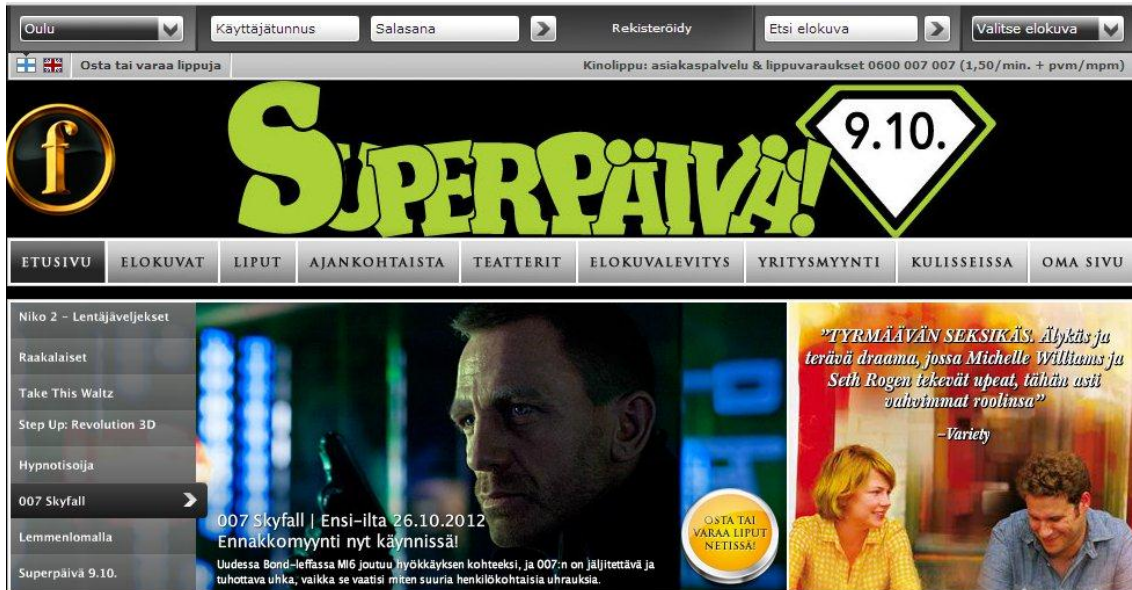 Oulu
Käyttäjätunnus
Salasana
Rekisteröidy
Etsi elokuva
Valitse elokuva
Osta tai varaa lippuja
Kinolippu: asiakaspalvelu & lippuvaraukset 0600 007 007 (1,50/min. + pvm/mpm)
f
SUPERPÄIVÄ!
9.10.
ETUSIVU
ELOKUVAT
LIPUT
AJANKOHTAISTA
TEATTERIT
ELOKUVALEVITYS
YRITYSMYYNTI
KULISSEISSA
OMA SIVU
Niko 2 – Lentäjäveljekset
Raakalaiset
Take This Waltz
Step Up: Revolution 3D
Hypnotisoija
007 Skyfall
Lemmenlomalla
Superpäivä 9.10.
007 Skyfall | Ensi-ilta 26.10.2012
Ennakkomyynti nyt käynnissä!
Uudessa Bond-leffassa MI6 joutuu hyökkäyksen kohteeksi, ja 007:n on jäljitettävä ja
tuhottava uhka, vaikka se vaatisi miten suuria henkilökohtaisia uhrauksia.
OSTA TAI
VARAA LIPUT
NETISSÄ!
"TYRMÄÄVÄN SEKSIKÄS. Älykäs ja
terävä draama, jossa Michelle Williams ja
Seth Rogen tekevät upeat, tähän asti
vahvimmat roolinsa"
–Variety